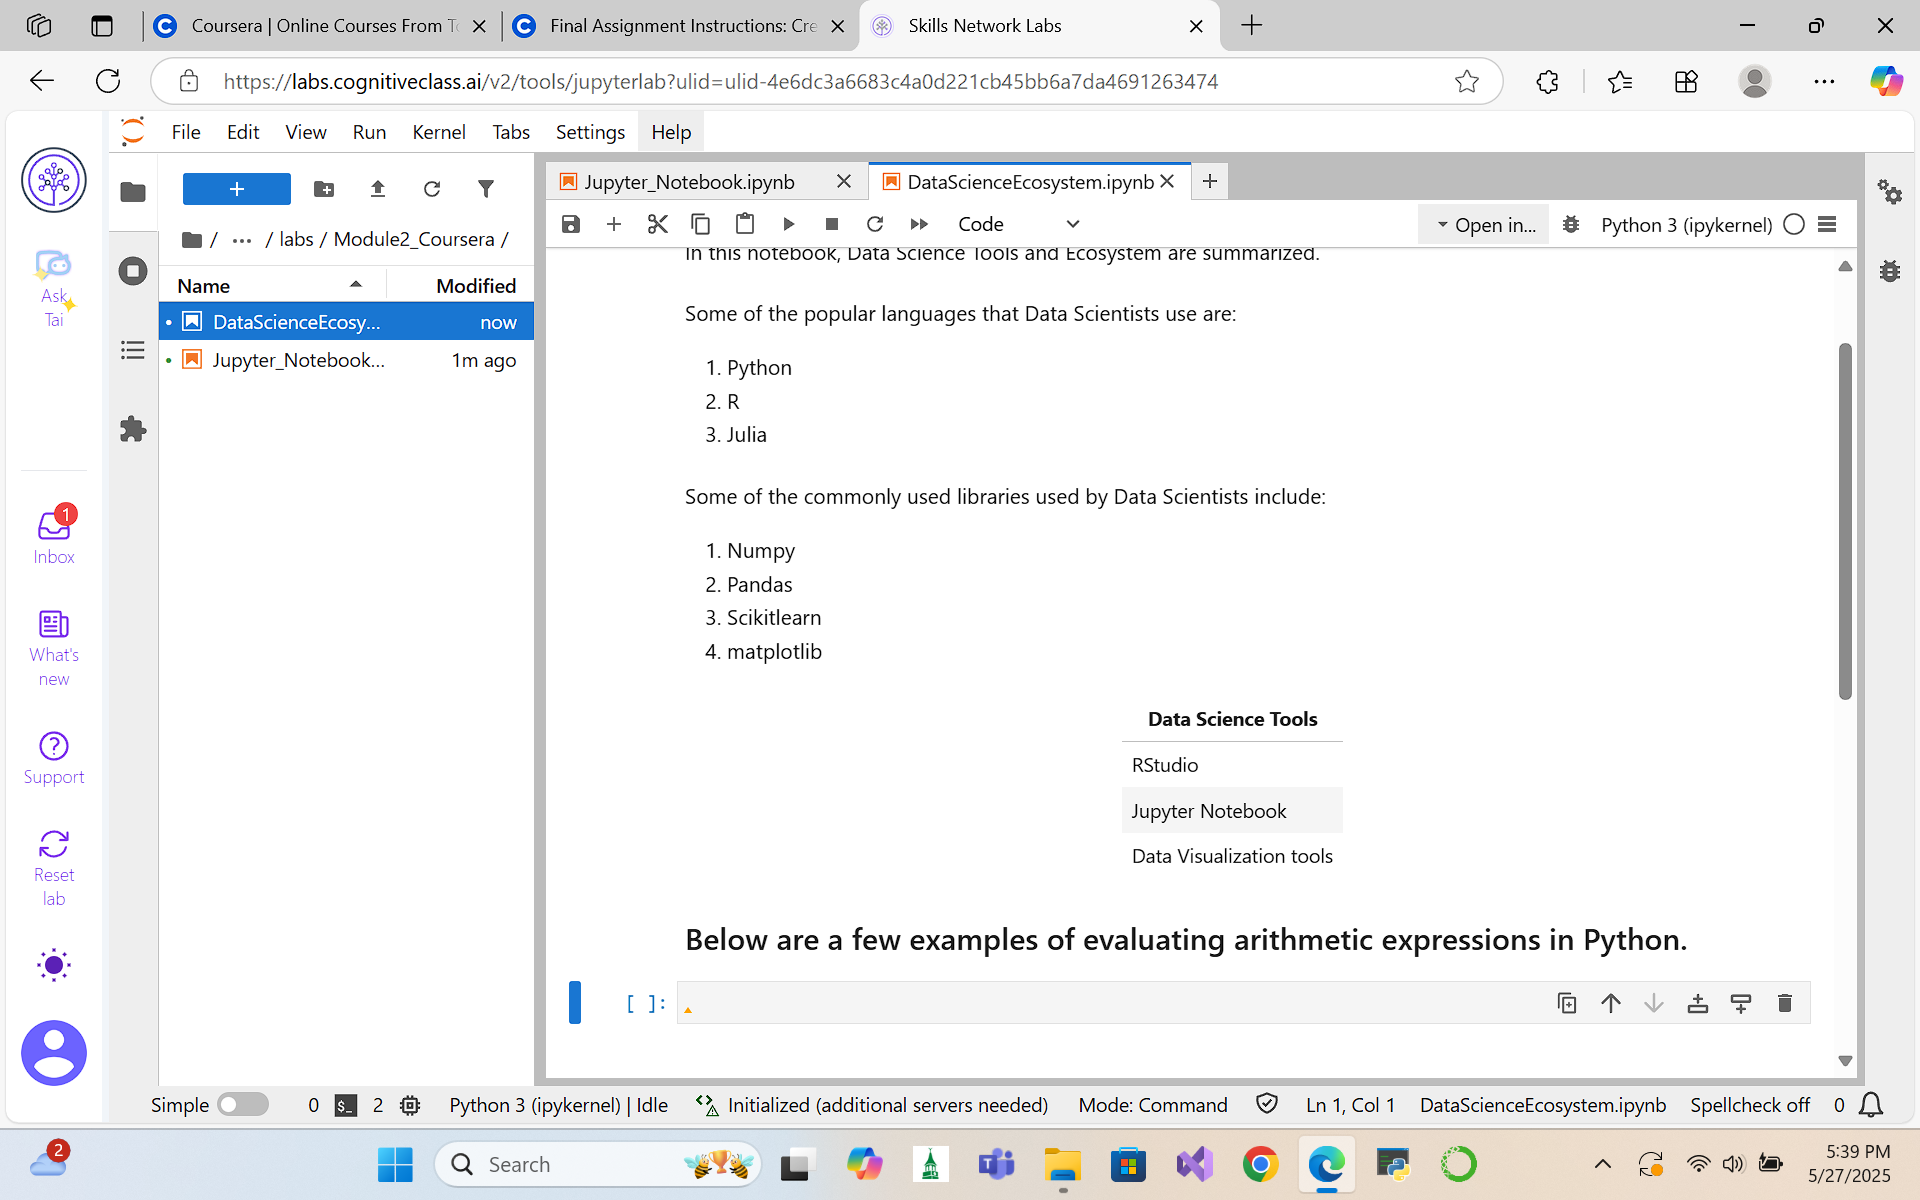 Coursera | Online Courses From To
Final Assignment Instructions: Cre
Skills Network Labs
https://labs.cognitiveclass.ai/v2/tools/jupyterlab?ulid=ulid-4e6dc3a6683c4a0d221cb45bb6a7da4691263474
File Edit View Run Kernel Tabs Settings Help
Ask
Tai
1
Inbox
What's
new
Support
Reset
lab
/ ··· / labs / Module2_Coursera /
Name Modified
DataScienceEcosy... now
Jupyter_Notebook... 1m ago
Jupyter_Notebook.ipynb
DataScienceEcosystem.ipynb
Code
Open in...
Python 3 (ipykernel)
In this notebook, Data Science Tools and Ecosystem are summarized.
Some of the popular languages that Data Scientists use are:
1. Python
2. R
3. Julia
Some of the commonly used libraries used by Data Scientists include:
1. Numpy
2. Pandas
3. Scikitlearn
4. matplotlib
Data Science Tools
RStudio
Jupyter Notebook
Data Visualization tools
Below are a few examples of evaluating arithmetic expressions in Python.
[ ]:
Simple 0 $_ 2 Python 3 (ipykernel) | Idle Initialized (additional servers needed) Mode: Command Ln 1, Col 1 DataScienceEcosystem.ipynb Spellcheck off 0
2
Search
5:39 PM
5/27/2025